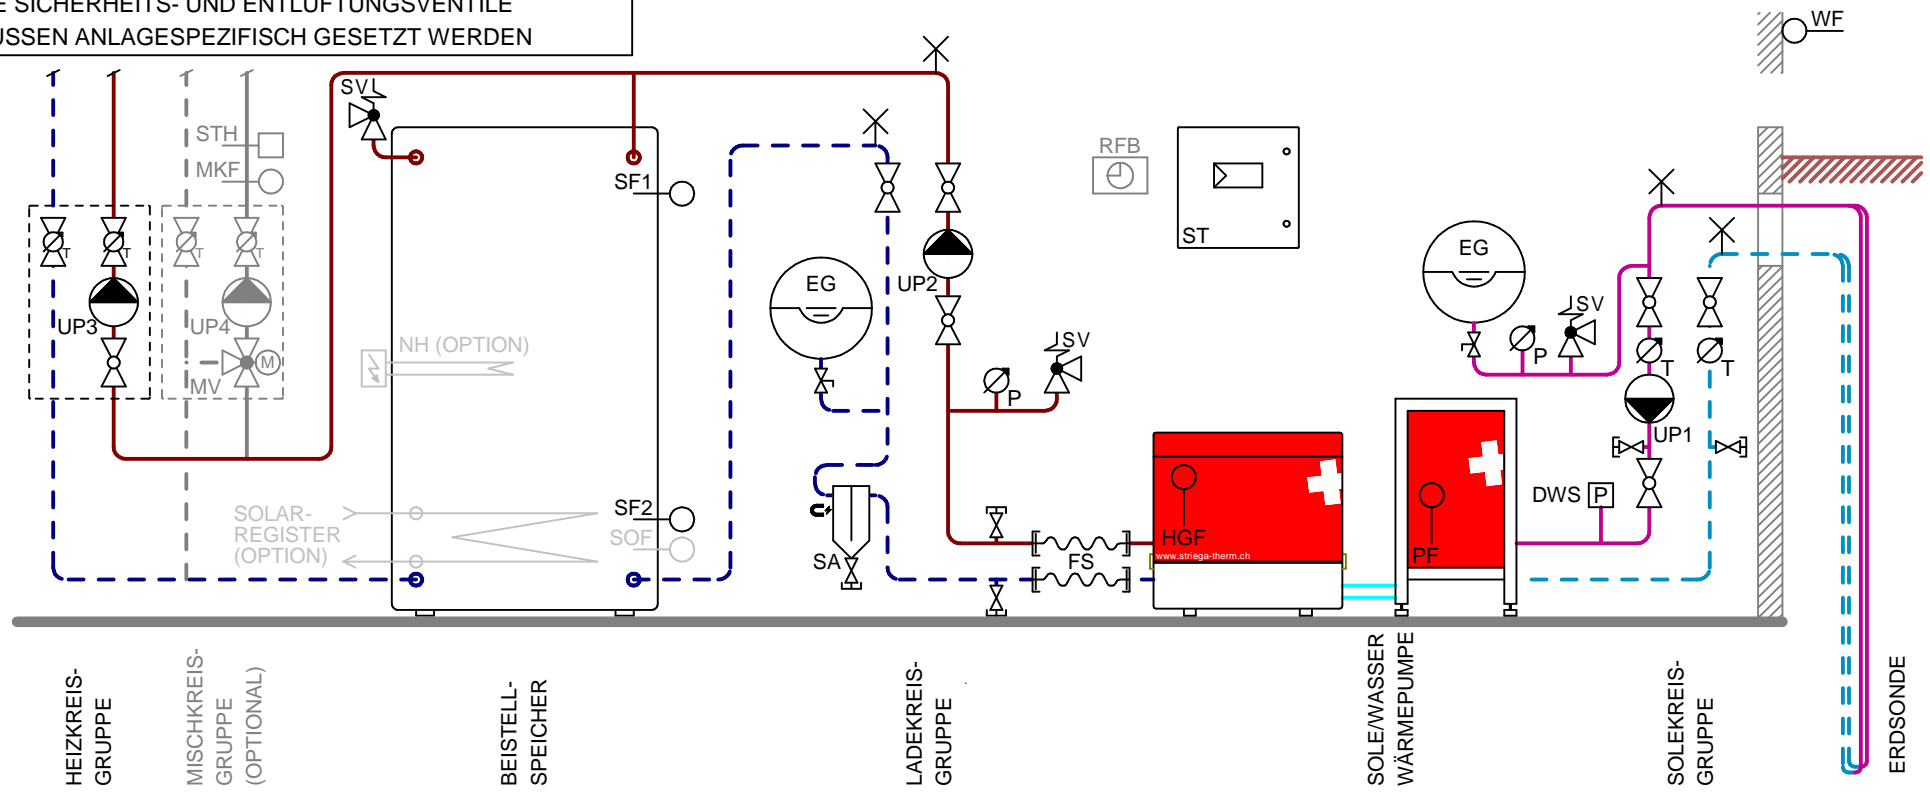 SICHERHEITS- UND ENTLÜFTUNGSVENTILE
ANLAGESPEZIFISCH GESETZT WERDEN
WF
SV
STH
MKF
SF1
RFB
ST
EG
EG
T
T
T
T
UP3
UP4
UP2
SV
P
T
T
MV
M
NH (OPTION)
SV
P
UP1
DWS
P
SOLAR-
REGISTER
(OPTION)
SF2
SOF
SA
FS
HGF
www.striega-therm.ch
PF
HEIZKREIS-
GRUPPE
MISCHKREIS-
GRUPPE
(OPTIONAL)
BEISTELL-
SPEICHER
LADEKREIS-
GRUPPE
SOLE/WASSER
WÄRMEPUMPE
SOLEKREIS-
GRUPPE
ERDSONDE